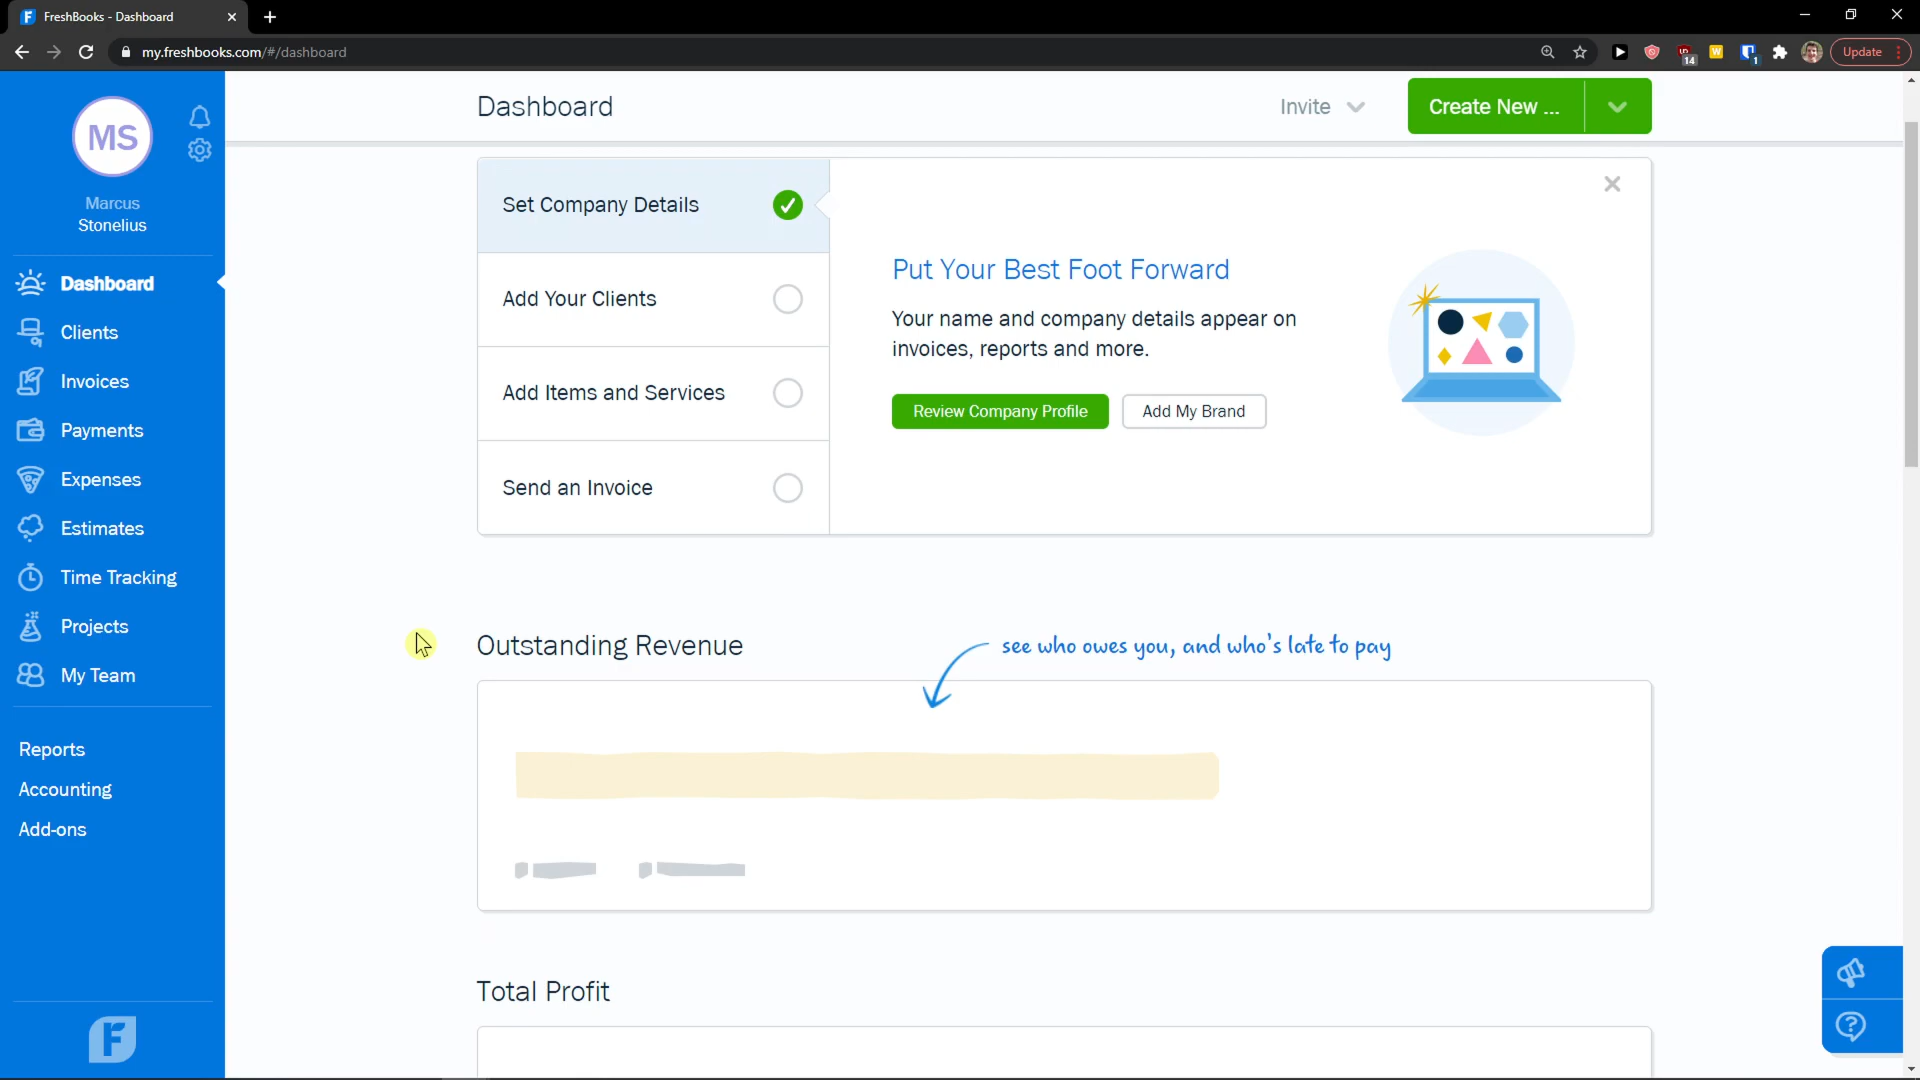 FreshBooks - Dashboard
my.freshbooks.com/#/dashboard
14
W
1
Update
MS
Marcus
Stonelius
Dashboard
Clients
Invoices
Payments
Expenses
Estimates
Time Tracking
Projects
My Team
Reports
Accounting
Add-ons
Dashboard
Invite
Create New ...
Set Company Details
Add Your Clients
Add Items and Services
Send an Invoice
Put Your Best Foot Forward
Your name and company details appear on
invoices, reports and more.
Review Company Profile
Add My Brand
Outstanding Revenue
see who owes you, and who's late to pay
Total Profit